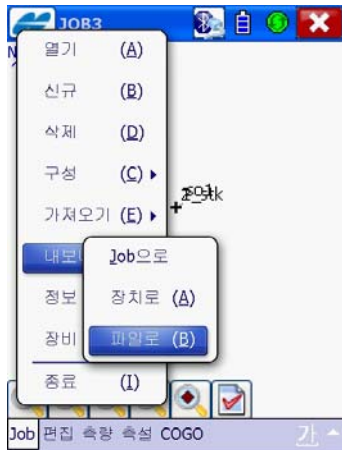 JOB3
열기 (A)
신규 (B)
삭제 (D)
구성 (C)
가져오기 (E)
내보
Job으로
정보
장치로 (A)
장비
파일로 (B)
종료 (I)
Job 편집 측량 측설 COGO 가